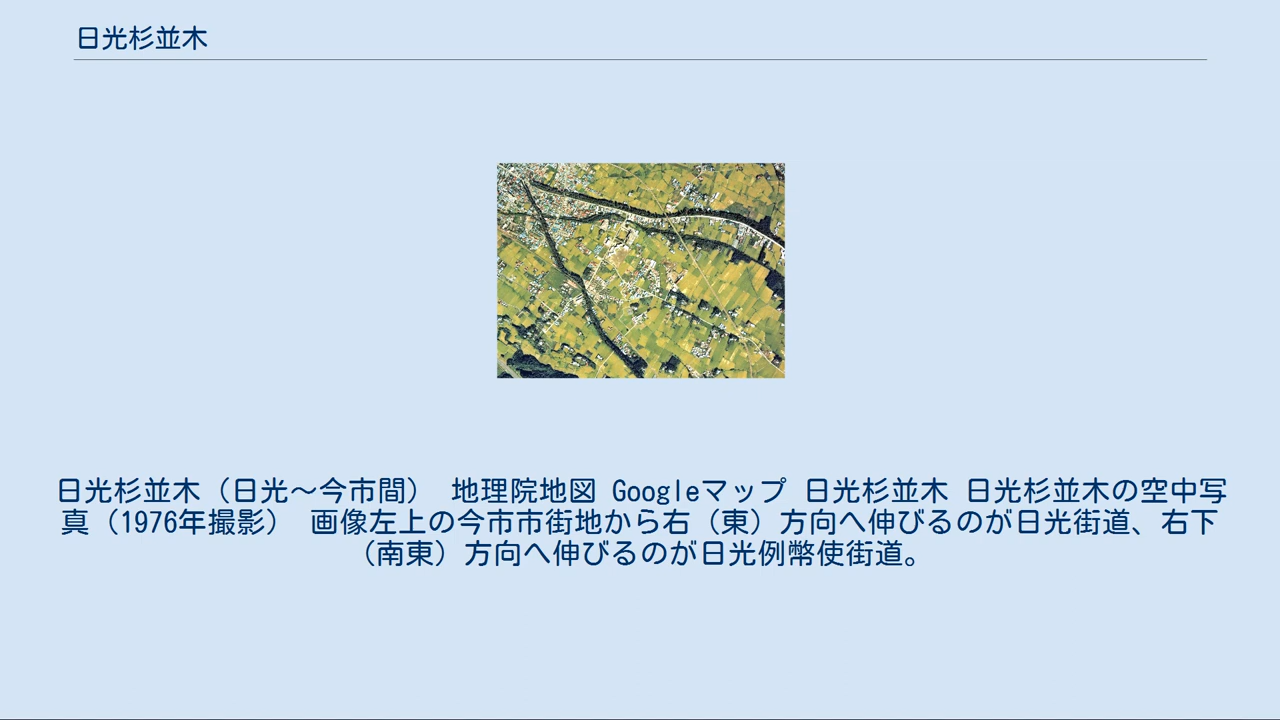 日光杉並木
日光杉並木（日光～今市間） 地理院地図 Googleマップ 日光杉並木 日光杉並木の空中写
真（1976年撮影） 画像左上の今市市街地から右（東）方向へ伸びるのが日光街道、右下
（南東）方向へ伸びるのが日光例幣使街道。